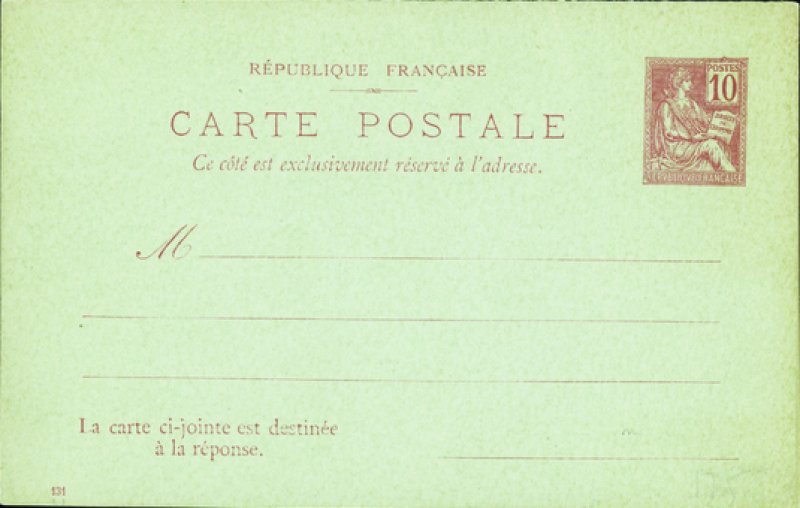 RÉPUBLIQUE FRANÇAISE
CARTE POSTALE
Ce côté est exclusivement réservé à l'adresse.
POSTES
10
REPUBLIQUE FRANÇAISE
M
La carte ci-jointe est destinée
à la réponse.
131